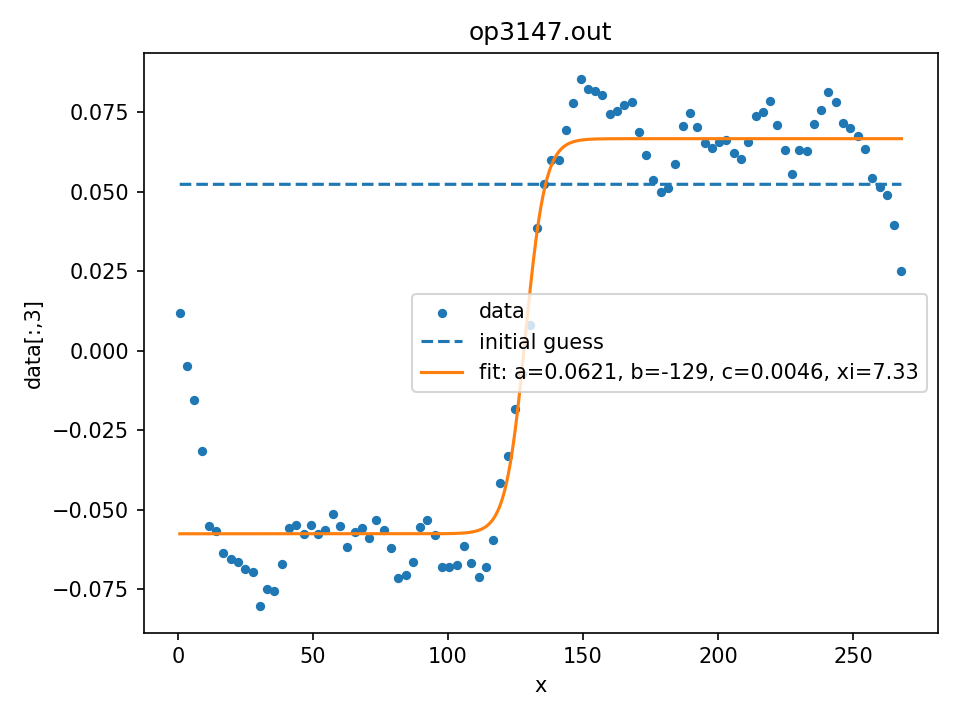 op3147.out
0.075
0.050
0.025
0.000
−0.025
−0.050
−0.075
data[:,3]
data
initial guess
fit: a=0.0621, b=-129, c=0.0046, xi=7.33
0 50 100 150 200 250
x